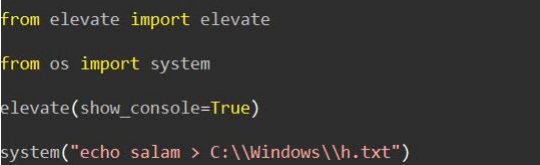 from elevate import elevate
from os import system
elevate(show_console=True)
system("echo salam > C:\\Windows\\h.txt")